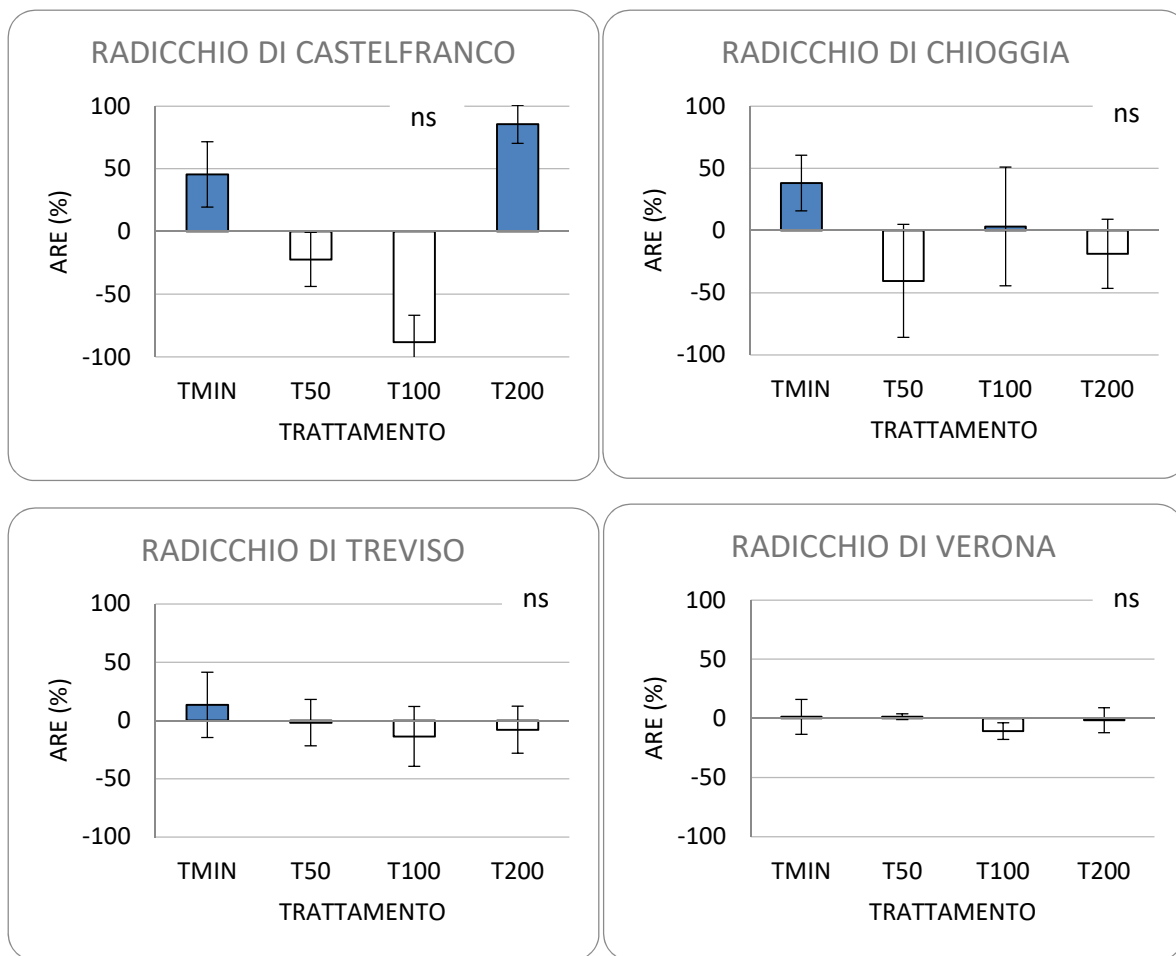 RADICCHIO DI CASTELFRANCO
ns
100
50
0
-50
-100
ARE (%)
TMIN T50 T100 T200
TRATTAMENTO
RADICCHIO DI CHIOGGIA
ns
100
50
0
-50
-100
ARE (%)
TMIN T50 T100 T200
TRATTAMENTO
RADICCHIO DI TREVISO
ns
100
50
0
-50
-100
ARE (%)
TMIN T50 T100 T200
TRATTAMENTO
RADICCHIO DI VERONA
ns
100
50
0
-50
-100
ARE (%)
TMIN T50 T100 T200
TRATTAMENTO